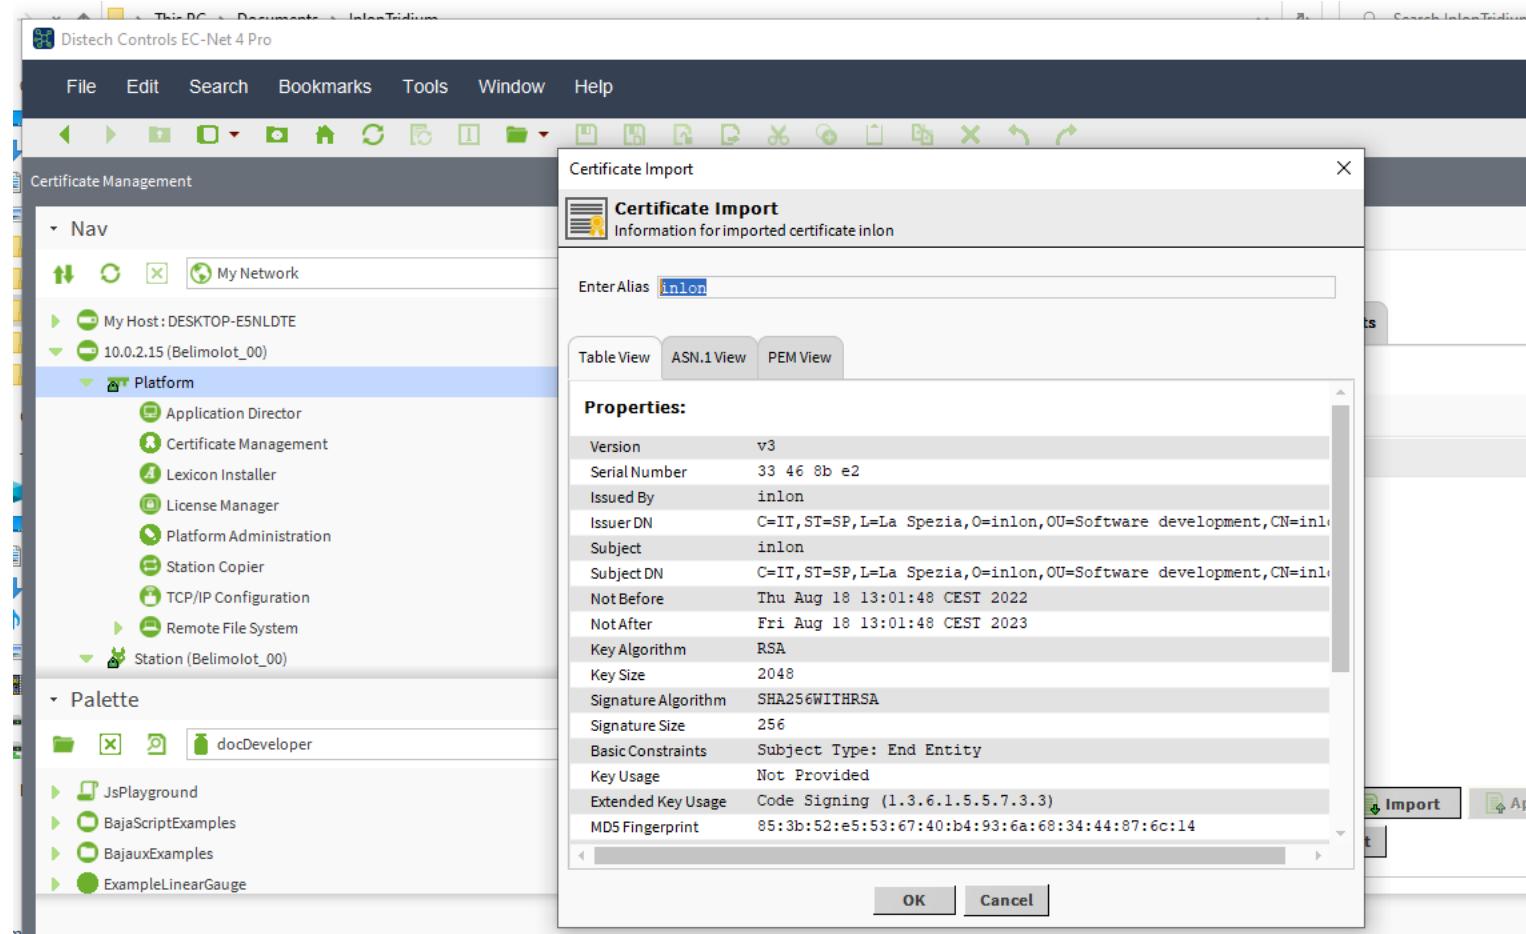 This PC Documents InlonTridium
Search InlonTridium
Distech Controls EC-Net 4 Pro
File Edit Search Bookmarks Tools Window Help
Certificate Management
Nav
My Network
My Host : DESKTOP-E5NLDTE
10.0.2.15 (BelimoIot_00)
Platform
Application Director
Certificate Management
Lexicon Installer
License Manager
Platform Administration
Station Copier
TCP/IP Configuration
Remote File System
Station (BelimoIot_00)
Palette
docDeveloper
JsPlayground
BajaScriptExamples
BajauxExamples
ExampleLinearGauge
Certificate Import
Certificate Import
Information for imported certificate inlon
Enter Alias inlon
Table View ASN.1 View PEM View
Properties:
Version v3
Serial Number 33 46 8b e2
Issued By inlon
Issuer DN C=IT,ST=SP,L=La Spezia,O=inlon,OU=Software development,CN=inlo
Subject inlon
Subject DN C=IT,ST=SP,L=La Spezia,O=inlon,OU=Software development,CN=inlo
Not Before Thu Aug 18 13:01:48 CEST 2022
Not After Fri Aug 18 13:01:48 CEST 2023
Key Algorithm RSA
Key Size 2048
Signature Algorithm SHA256WITHRSA
Signature Size 256
Basic Constraints Subject Type: End Entity
Key Usage Not Provided
Extended Key Usage Code Signing (1.3.6.1.5.5.7.3.3)
MD5 Fingerprint 85:3b:52:e5:53:67:40:b4:93:6a:68:34:44:87:6c:14
OK Cancel
ts
Import